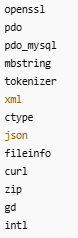 openssl
pdo
pdo_mysql
mbstring
tokenizer
xml
ctype
json
fileinfo
curl
zip
gd
intl